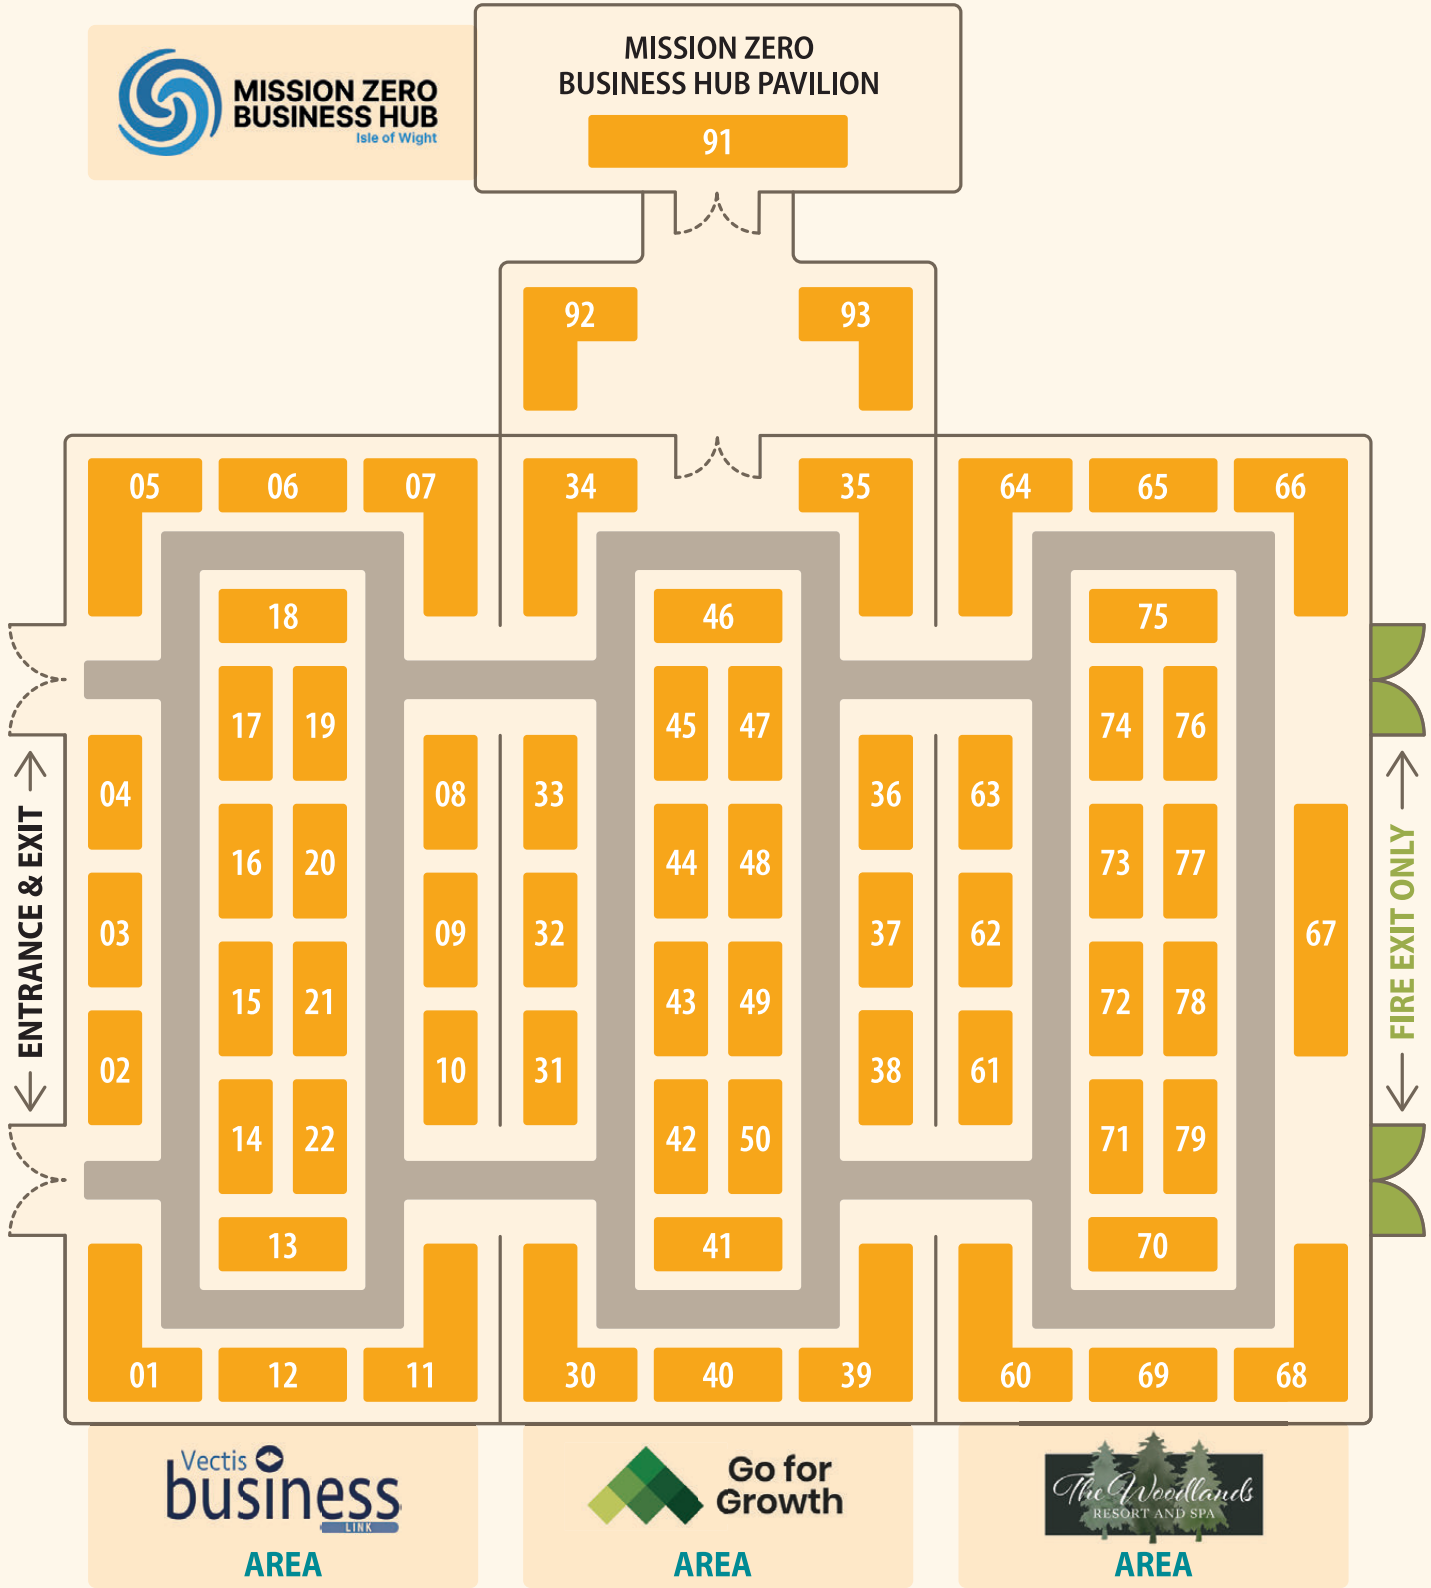 MISSION ZERO
BUSINESS HUB
Isle of Wight
MISSION ZERO
BUSINESS HUB PAVILION
91
92 93
05 06 07 34 35 64 65 66
18 46 75
17 19 45 47 74 76
04 08 33 36 63
16 20 44 48 73 77
03 09 32 37 62 67
15 21 43 49 72 78
02 10 31 38 61
14 22 42 50 71 79
13 41 70
01 12 11 30 40 39 60 69 68
ENTRANCE & EXIT
FIRE EXIT ONLY
Vectis
business
LINK
AREA
Go for
Growth
AREA
The Woodlands
RESORT AND SPA
AREA